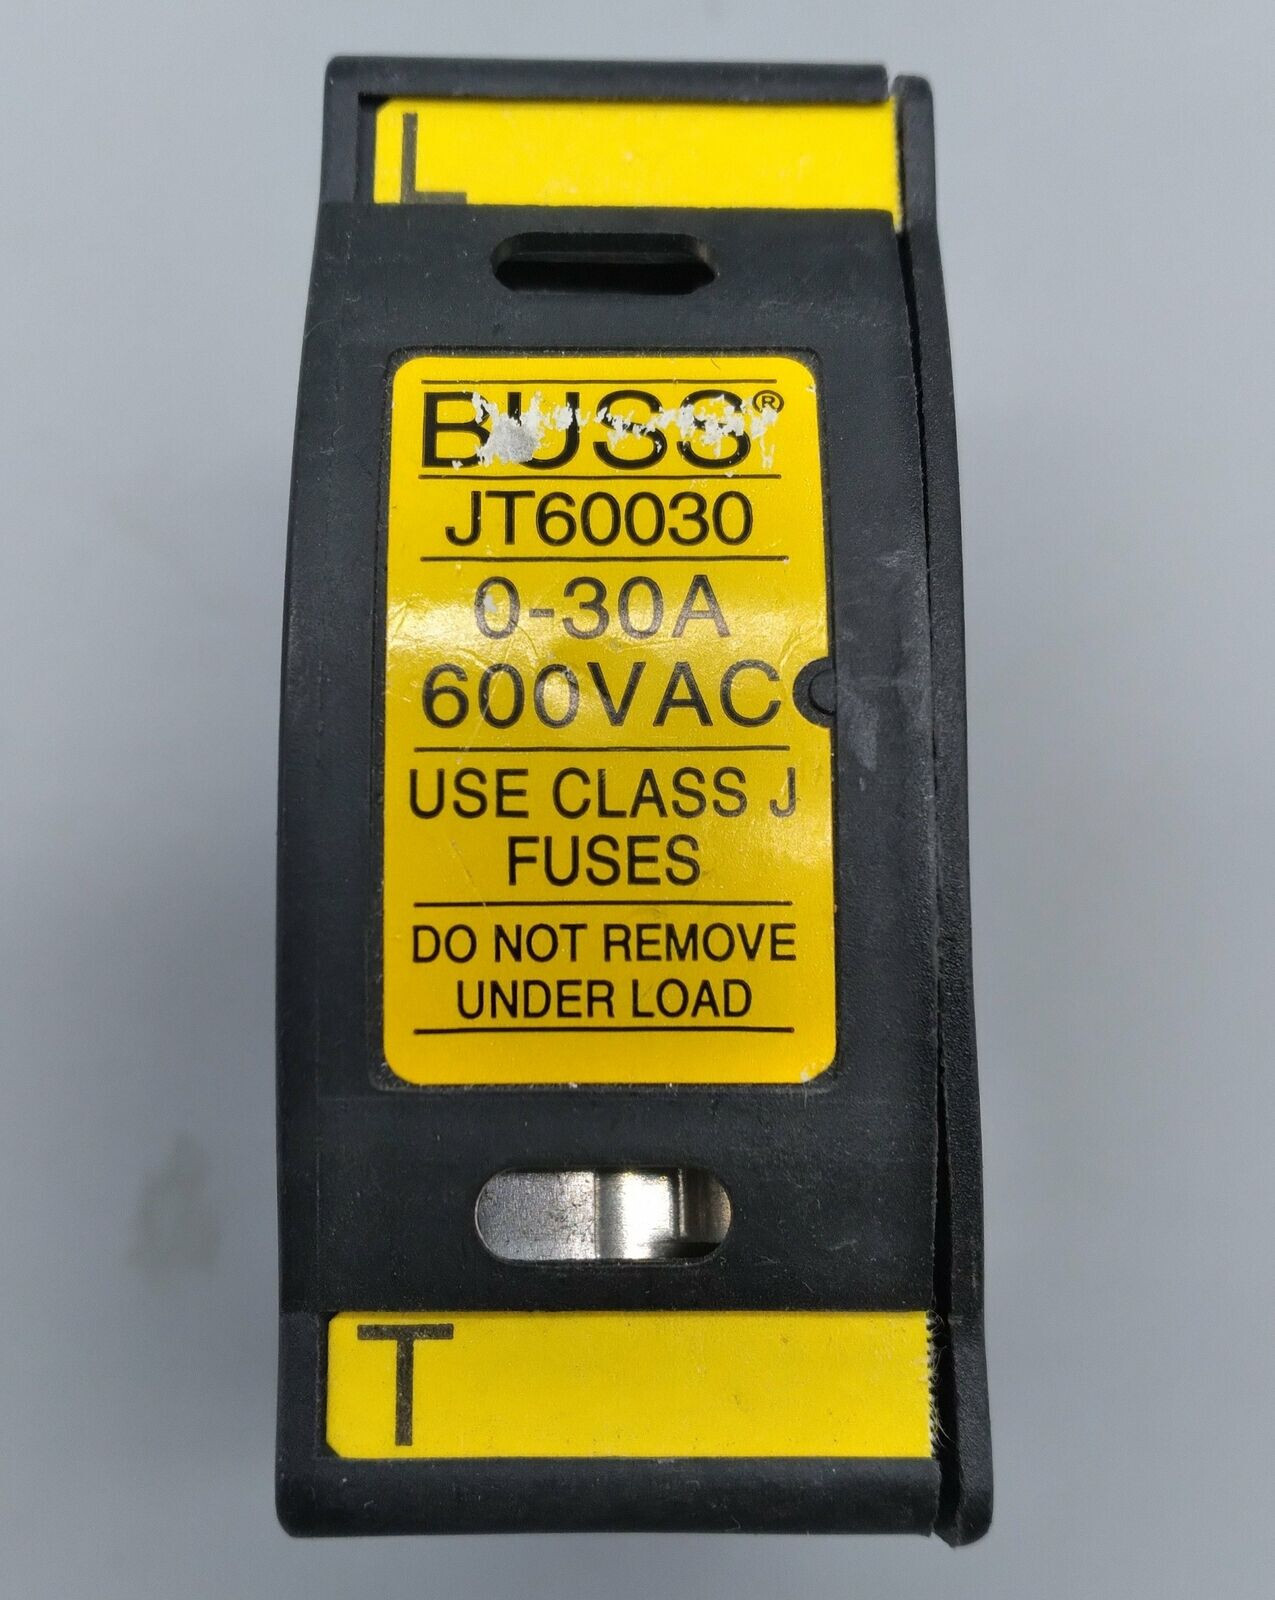 L
BUSS®
JT60030
0-30A
600VAC
USE CLASS J
FUSES
DO NOT REMOVE
UNDER LOAD
T